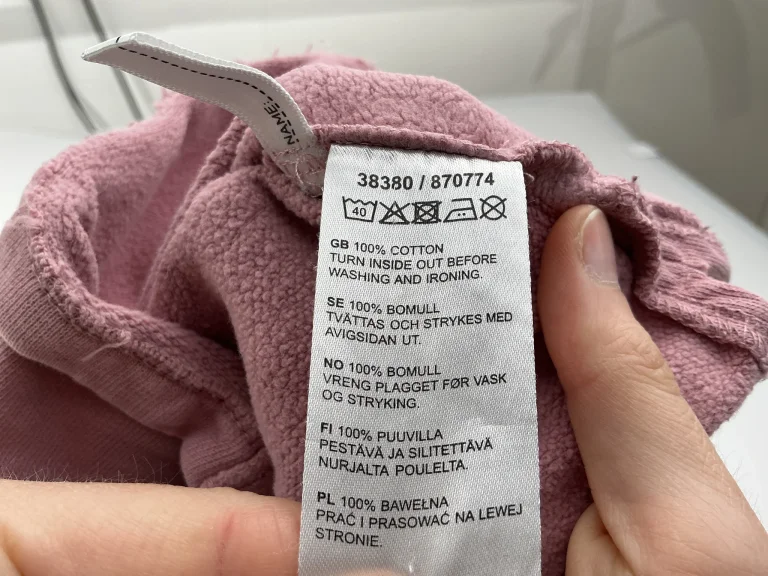 NAME:
38380 / 870774
40
GB 100% COTTON
TURN INSIDE OUT BEFORE
WASHING AND IRONING.
SE 100% BOMULL
TVÄTTAS OCH STRYKES MED
AVIGSIDAN UT.
NO 100% BOMULL
VRENG PLAGGET FØR VASK
OG STRYKING.
FI 100% PUUVILLA
PESTÄVÄ JA SILITETTÄVÄ
NURJALTA POULELTA.
PL 100% BAWEŁNA
PRAĆ I PRASOWAĆ NA LEWEJ
STRONIE.